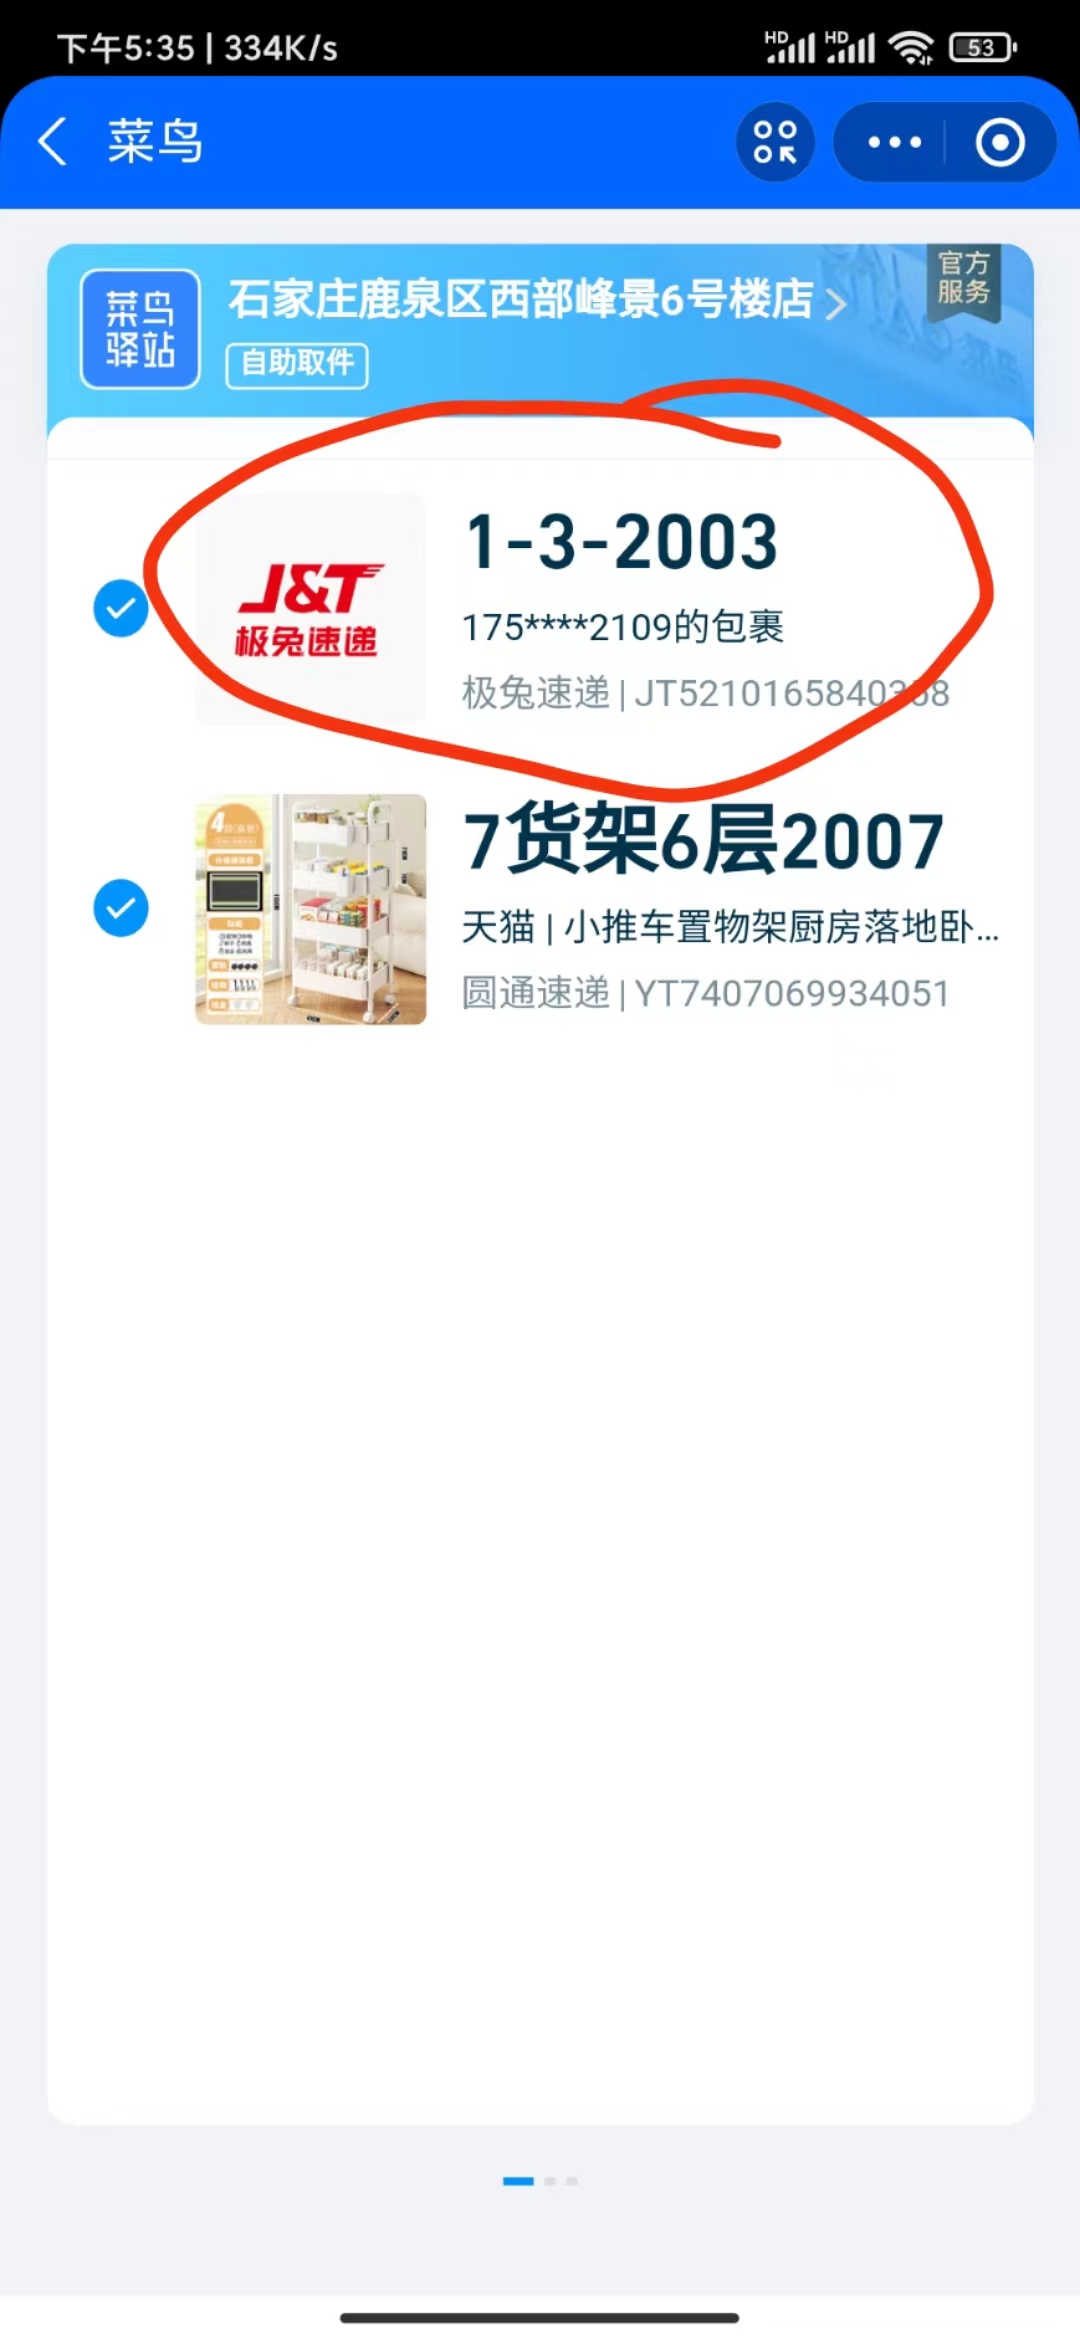 下午5:35 | 334K/s
HD HD 53
菜鸟
菜鸟
驿站
石家庄鹿泉区西部峰景6号楼店
自助取件
官方
服务
J&T
极兔速递
1-3-2003
175****2109的包裹
极兔速递 | JT5210165840358
7货架6层2007
天猫 | 小推车置物架厨房落地卧...
圆通速递 | YT7407069934051